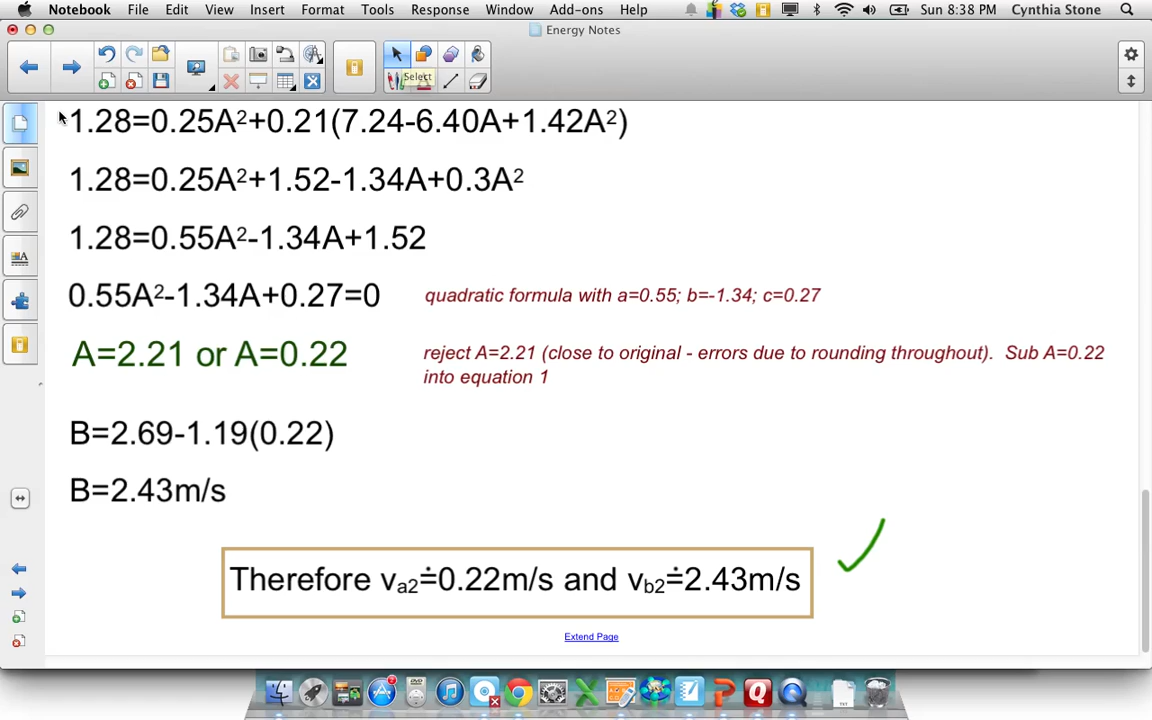 Notebook File Edit View Insert Format Tools Response Window Add-ons Help Sun 8:38 PM Cynthia Stone
Energy Notes
Select
1.28=0.25A²+0.21(7.24-6.40A+1.42A²)
1.28=0.25A²+1.52-1.34A+0.3A²
1.28=0.55A²-1.34A+1.52
0.55A²-1.34A+0.27=0 quadratic formula with a=0.55; b=-1.34; c=0.27
A=2.21 or A=0.22 reject A=2.21 (close to original - errors due to rounding throughout). Sub A=0.22
into equation 1
B=2.69-1.19(0.22)
B=2.43m/s
Therefore va2≐0.22m/s and vb2≐2.43m/s
Extend Page